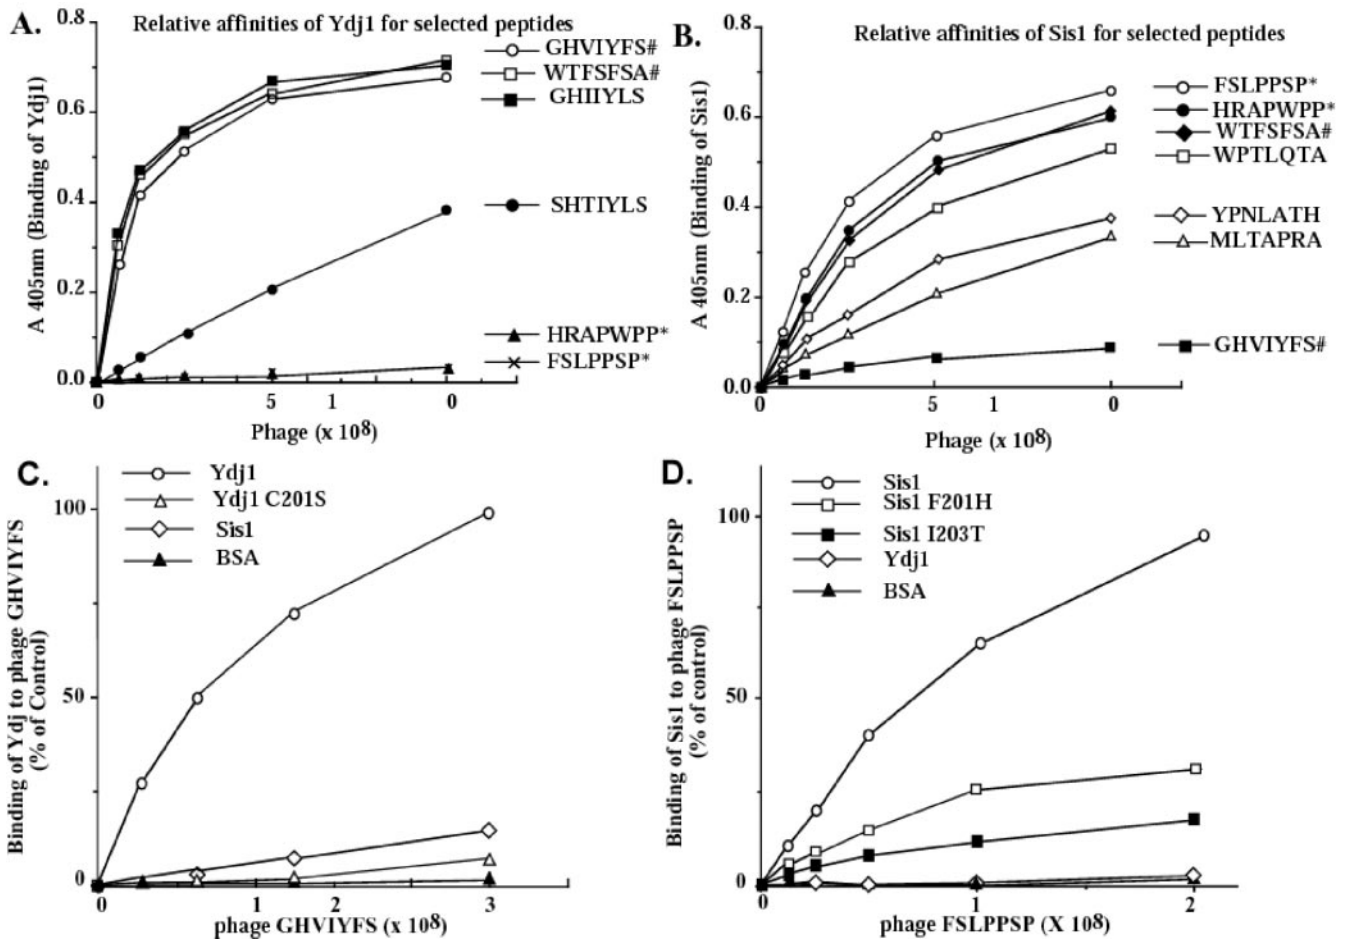 A.
Relative affinities of Ydj1 for selected peptides
A 405nm (Binding of Ydj1)
0.8
0.6
0.4
0.2
0.0
0 5 1 0
Phage (x 10⁸)
GHVIYFS#
WTFSFSA#
GHIIYLS
SHTIYLS
HRAPWPP*
FSLPPSP*
B.
Relative affinities of Sis1 for selected peptides
A 405nm (Binding of Sis1)
0.8
0.6
0.4
0.2
0.0
0 5 1 0
Phage (x 10⁸)
FSLPPSP*
HRAPWPP*
WTFSFSA#
WPTLQTA
YPNLATH
MLTAPRA
GHVIYFS#
C.
Ydj1
Ydj1 C201S
Sis1
BSA
Binding of Ydj to phage GHVIYFS
(% of Control)
100
50
0
0 1 2 3
phage GHVIYFS (x 10⁸)
D.
Sis1
Sis1 F201H
Sis1 I203T
Ydj1
BSA
Binding of Sis1 to phage FSLPPSP
(% of control)
100
50
0
0 1 2
phage FSLPPSP (X 10⁸)